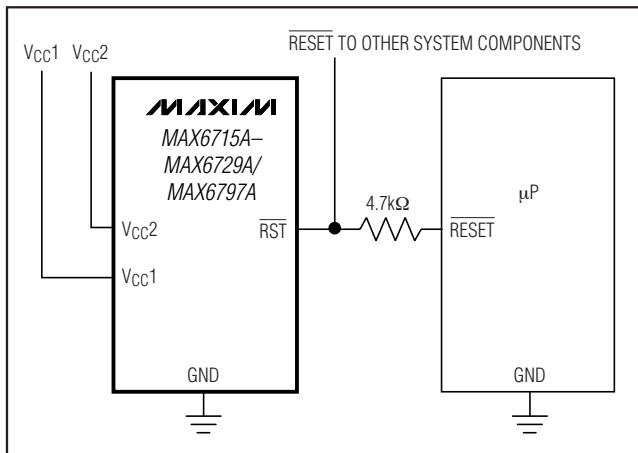 RESET TO OTHER SYSTEM COMPONENTS
VCC1 VCC2
MAXIM
MAX6715A–
MAX6729A/
MAX6797A
μP
4.7kΩ
VCC2 RST RESET
VCC1
GND GND